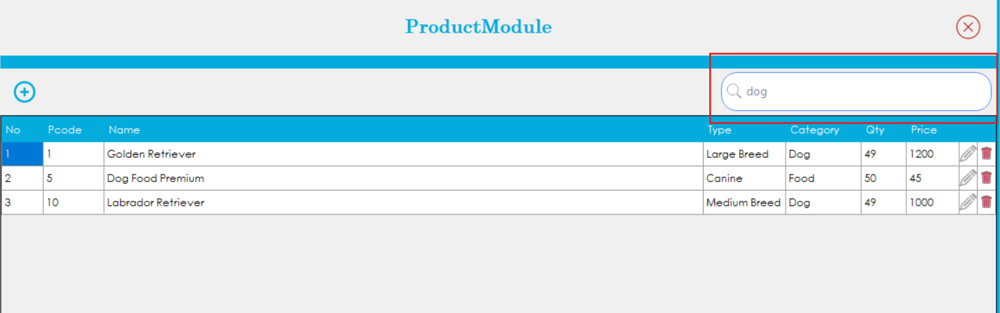 ProductModule
dog
No Pcode Name Type Category Qty Price
1 1 Golden Retriever Large Breed Dog 49 1200
2 5 Dog Food Premium Canine Food 50 45
3 10 Labrador Retriever Medium Breed Dog 49 1000